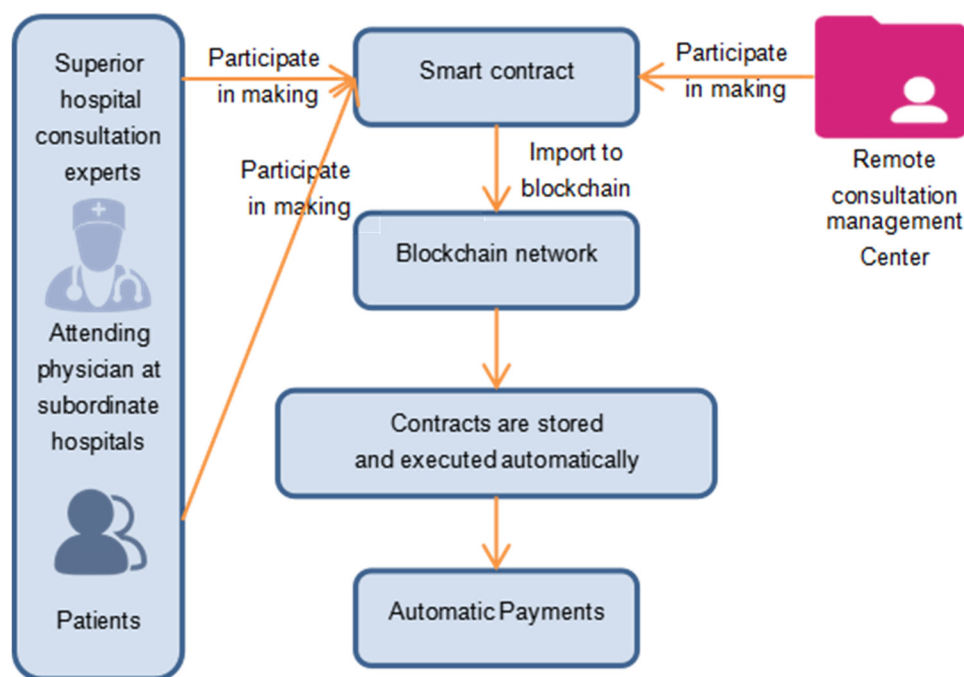 Superior
hospital
consultation
experts
Attending
physician at
subordinate
hospitals
Patients
Participate
in making
Participate
in making
Smart contract
Import to
blockchain
Blockchain network
Contracts are stored
and executed automatically
Automatic Payments
Participate
in making
Remote
consultation
management
Center